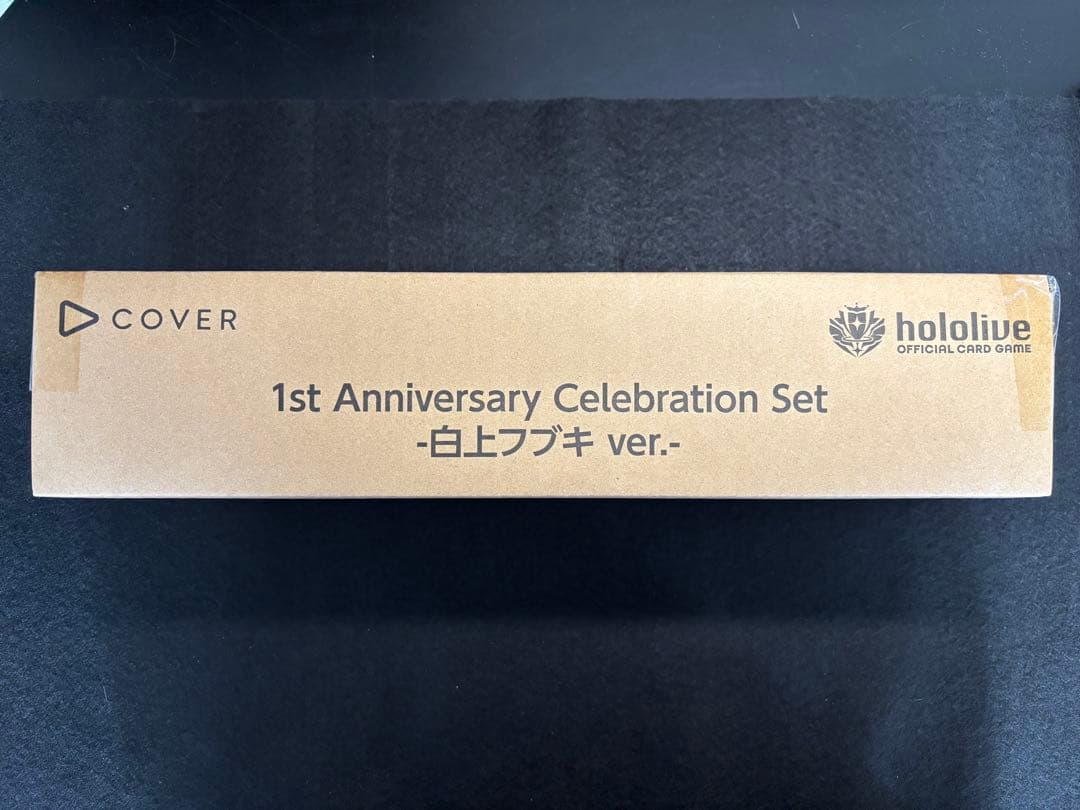 COVER
hololive
OFFICIAL CARD GAME
1st Anniversary Celebration Set
-白上フブキ ver.-